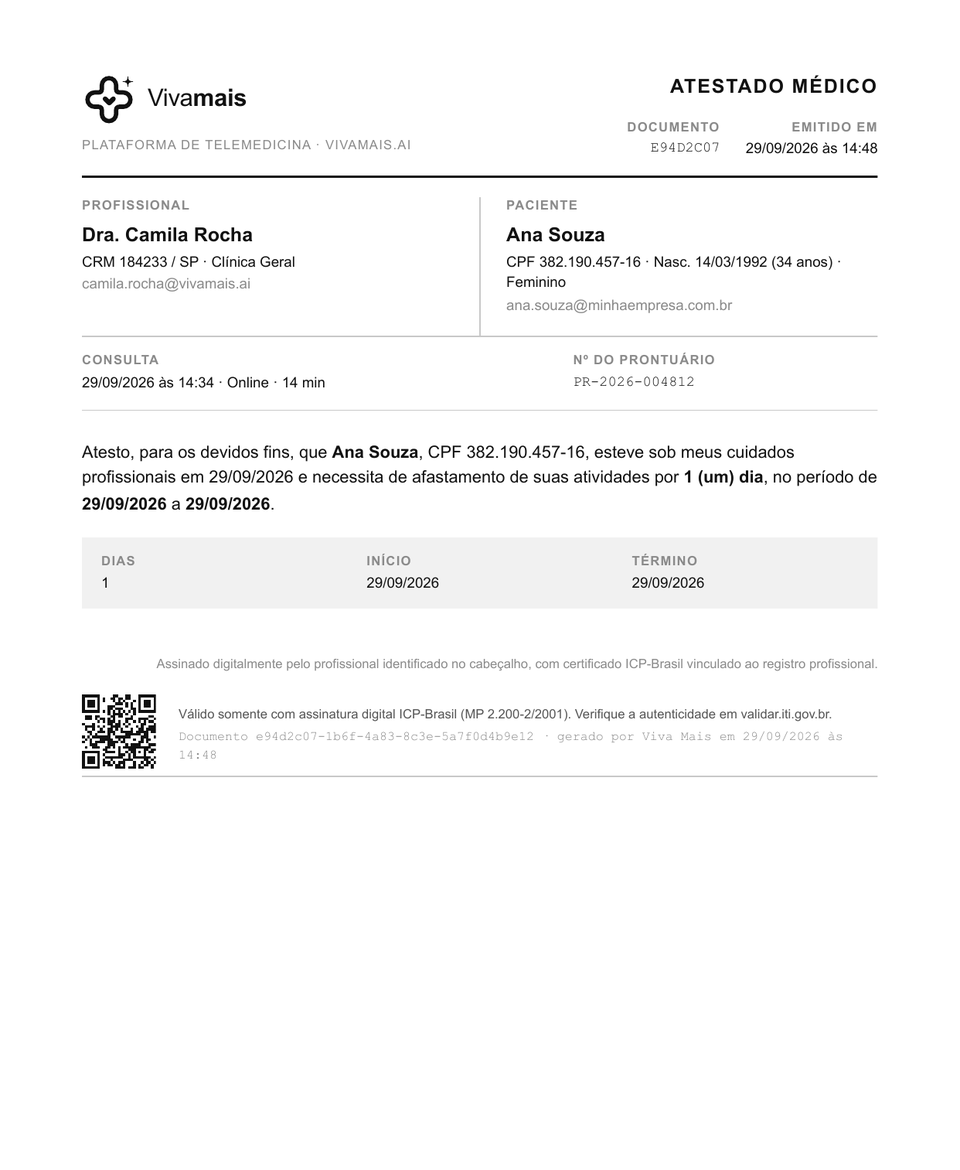 Vivamais
PLATAFORMA DE TELEMEDICINA · VIVAMAIS.AI
ATESTADO MÉDICO
DOCUMENTO
E94D2C07
EMITIDO EM
29/09/2026 às 14:48
PROFISSIONAL
Dra. Camila Rocha
CRM 184233 / SP · Clínica Geral
camila.rocha@vivamais.ai
PACIENTE
Ana Souza
CPF 382.190.457-16 · Nasc. 14/03/1992 (34 anos) ·
Feminino
ana.souza@minhaempresa.com.br
CONSULTA
29/09/2026 às 14:34 · Online · 14 min
Nº DO PRONTUÁRIO
PR-2026-004812
Atesto, para os devidos fins, que Ana Souza, CPF 382.190.457-16, esteve sob meus cuidados
profissionais em 29/09/2026 e necessita de afastamento de suas atividades por 1 (um) dia, no período de
29/09/2026 a 29/09/2026.
DIAS
1
INÍCIO
29/09/2026
TÉRMINO
29/09/2026
Assinado digitalmente pelo profissional identificado no cabeçalho, com certificado ICP-Brasil vinculado ao registro profissional.
Válido somente com assinatura digital ICP-Brasil (MP 2.200-2/2001). Verifique a autenticidade em validar.iti.gov.br.
Documento e94d2c07-1b6f-4a83-8c3e-5a7f0d4b9e12 · gerado por Viva Mais em 29/09/2026 às
14:48